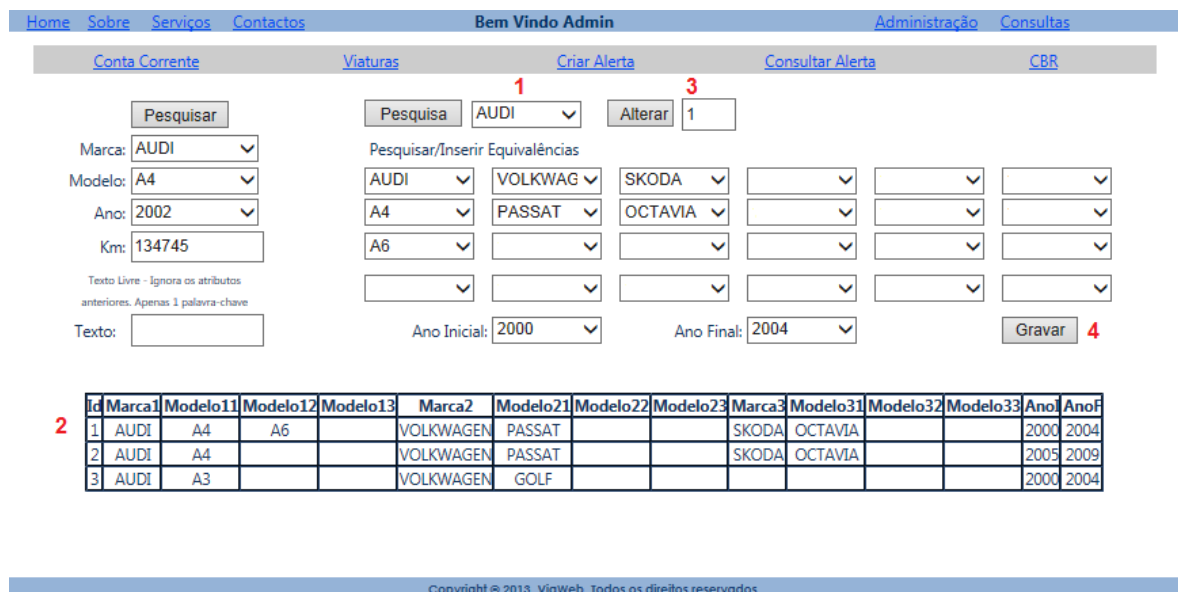 Home Sobre Serviços Contactos Bem Vindo Admin Administração Consultas
Conta Corrente Viaturas Criar Alerta Consultar Alerta CBR
1 3
Pesquisar Pesquisa AUDI Alterar 1
Marca: AUDI Pesquisar/Inserir Equivalências
Modelo: A4 AUDI VOLKWAG SKODA
Ano: 2002 A4 PASSAT OCTAVIA
Km: 134745 A6
Texto Livre - Ignora os atributos
anteriores. Apenas 1 palavra-chave
Texto: Ano Inicial: 2000 Ano Final: 2004 Gravar 4
Id Marca1 Modelo11 Modelo12 Modelo13 Marca2 Modelo21 Modelo22 Modelo23 Marca3 Modelo31 Modelo32 Modelo33 AnoI AnoF
2 1 AUDI A4 A6 VOLKWAGEN PASSAT SKODA OCTAVIA 2000 2004
2 AUDI A4 VOLKWAGEN PASSAT SKODA OCTAVIA 2005 2009
3 AUDI A3 VOLKWAGEN GOLF 2000 2004
Copyright @ 2013. ViaWeb. Todos os direitos reservados